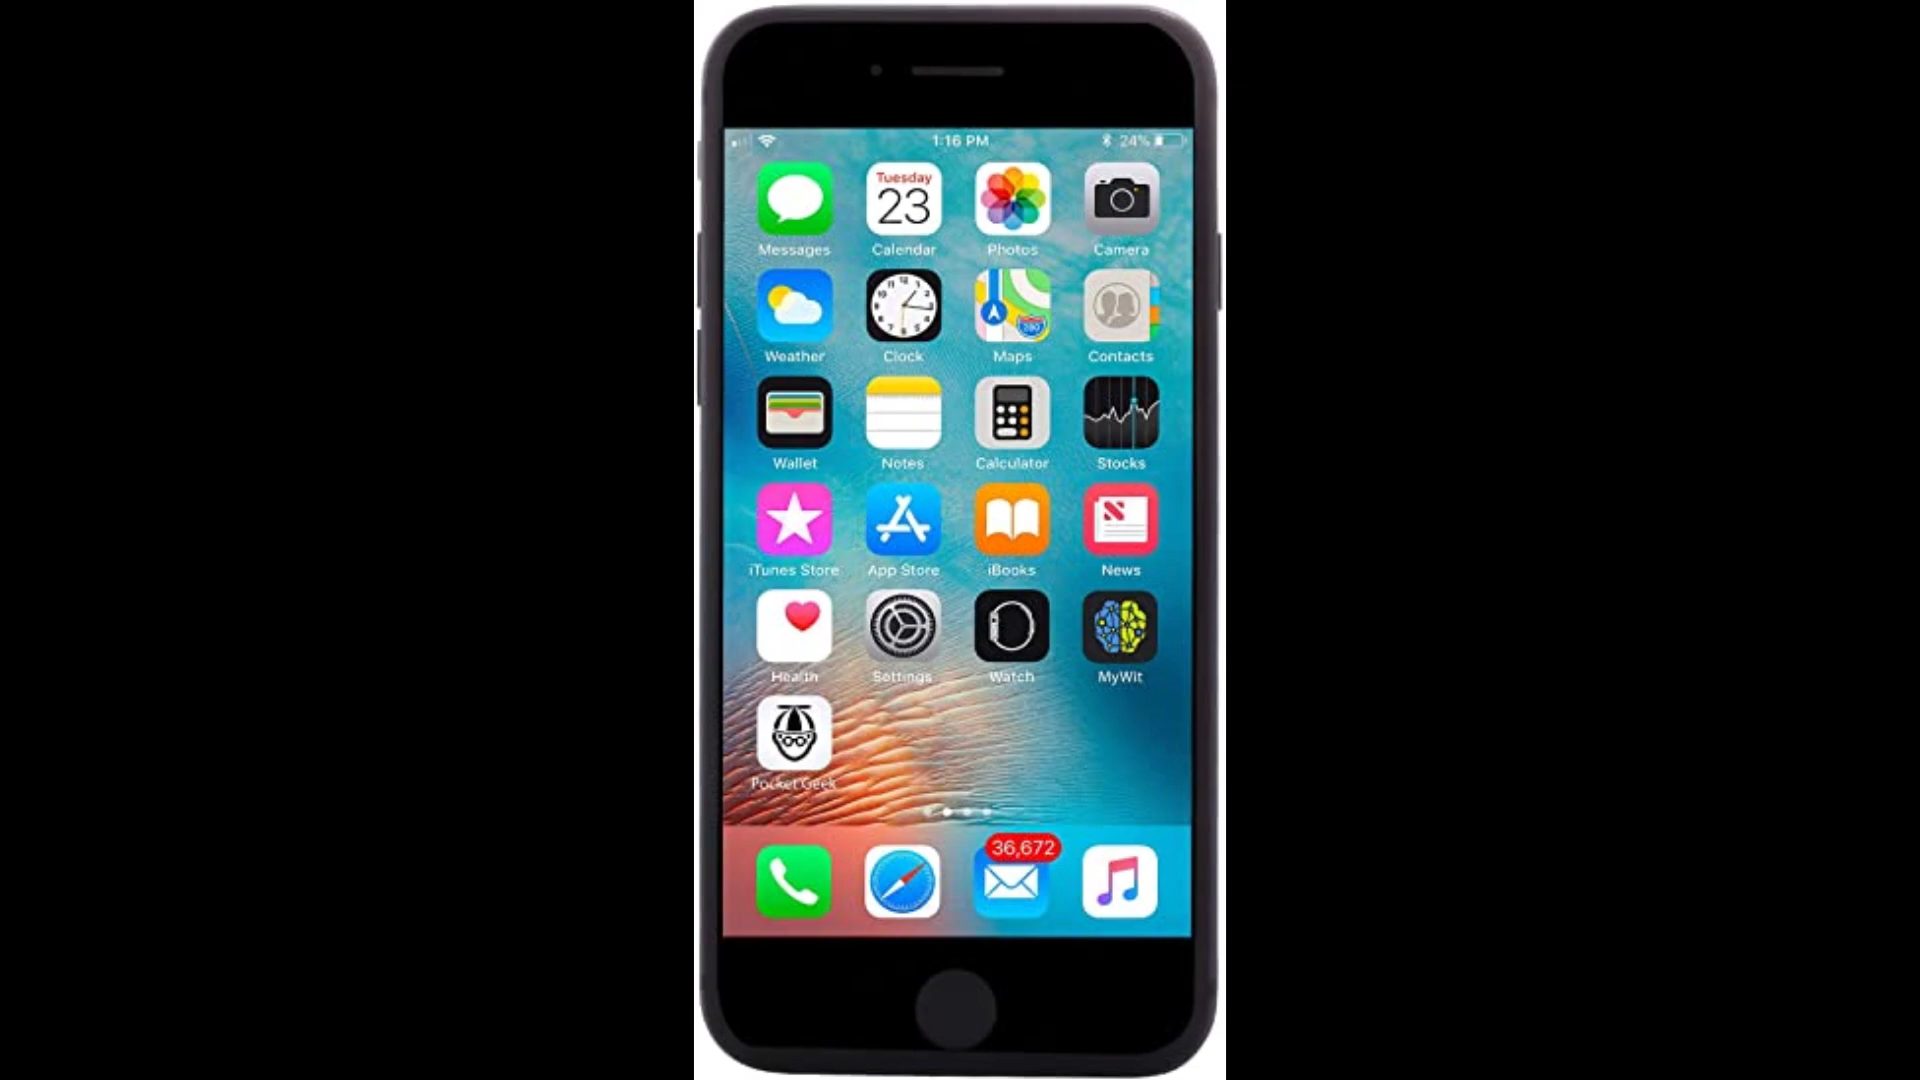 1:16 PM 24%
Tuesday
23
Messages Calendar Photos Camera
280
Weather Clock Maps Contacts
Wallet Notes Calculator Stocks
iTunes Store App Store iBooks News
Health Settings Watch MyWit
Pocket Geek
36,672